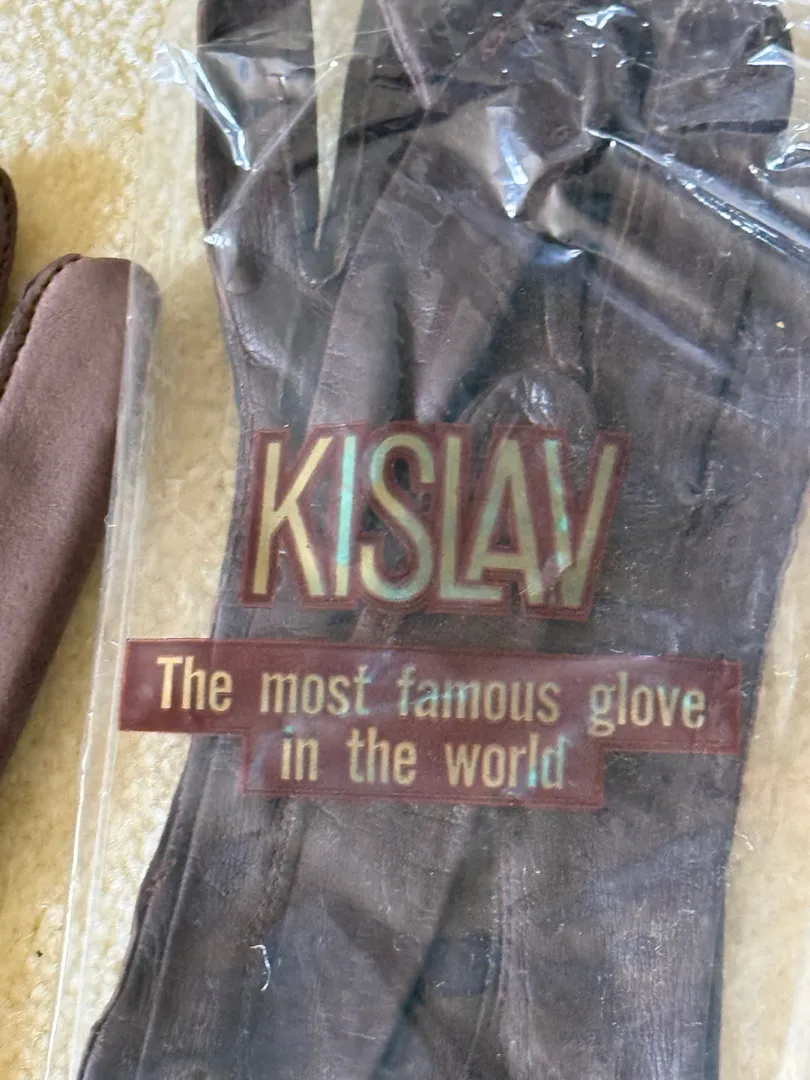 KISLAV
The most famous glove
in the world